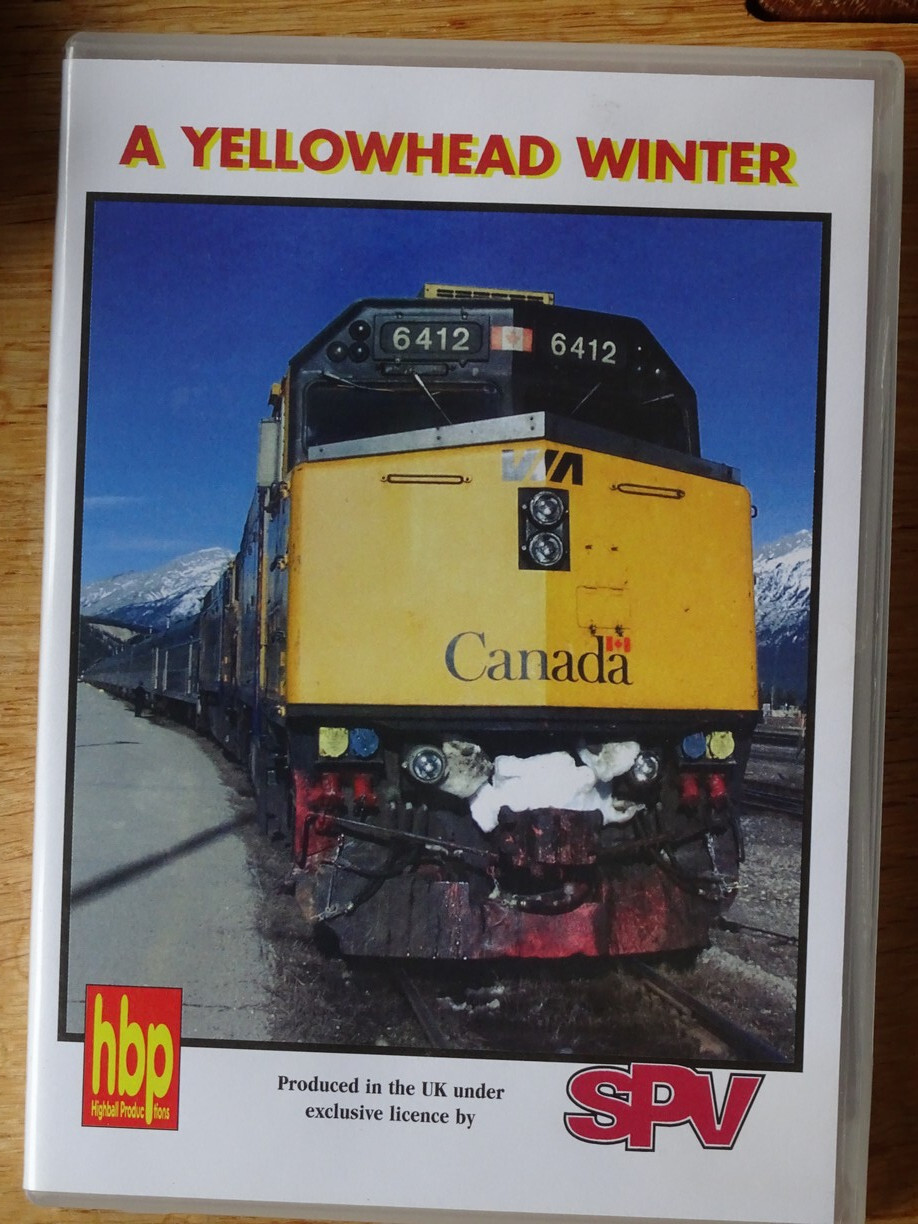 A YELLOWHEAD WINTER
6412 6412
VIA
Canada
hbp
Highball Productions
Produced in the UK under
exclusive licence by
SPV